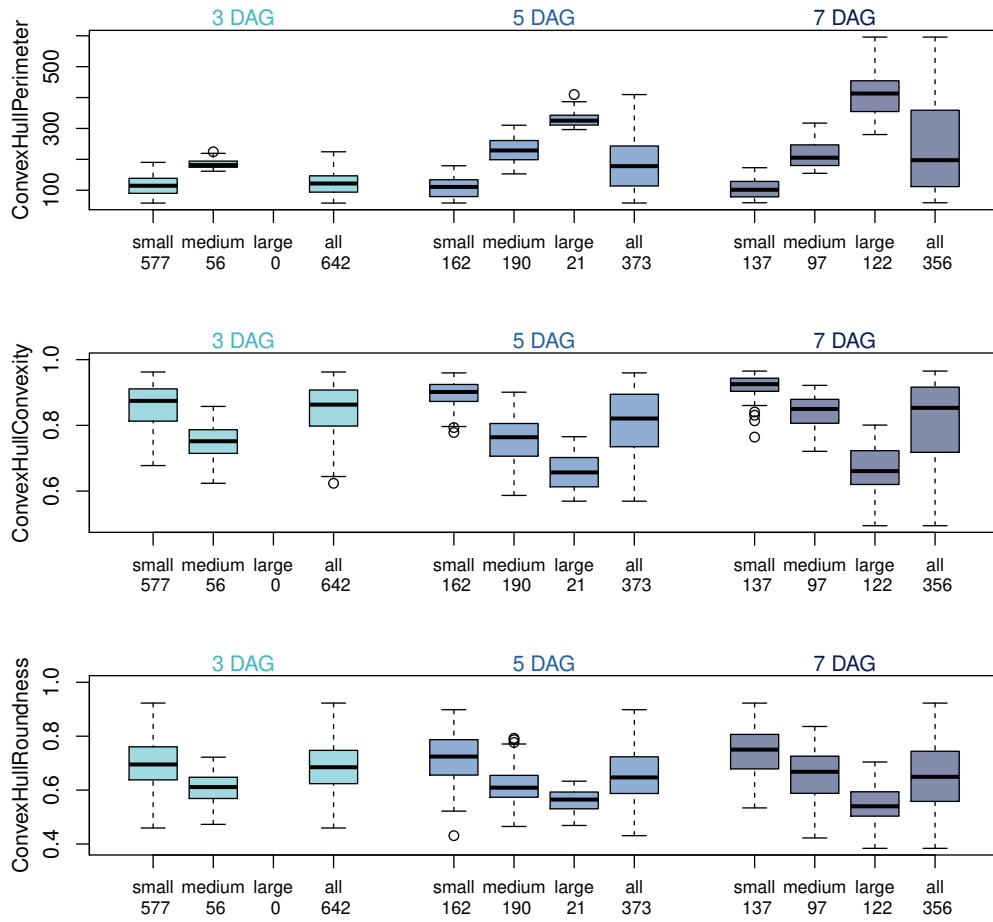 3 DAG 5 DAG 7 DAG
ConvexHullPerimeter
500
300
100
small medium large all small medium large all small medium large all
577 56 0 642 162 190 21 373 137 97 122 356
3 DAG 5 DAG 7 DAG
ConvexHullConvexity
1.0
0.8
0.6
small medium large all small medium large all small medium large all
577 56 0 642 162 190 21 373 137 97 122 356
3 DAG 5 DAG 7 DAG
ConvexHullRoundness
1.0
0.8
0.6
0.4
small medium large all small medium large all small medium large all
577 56 0 642 162 190 21 373 137 97 122 356